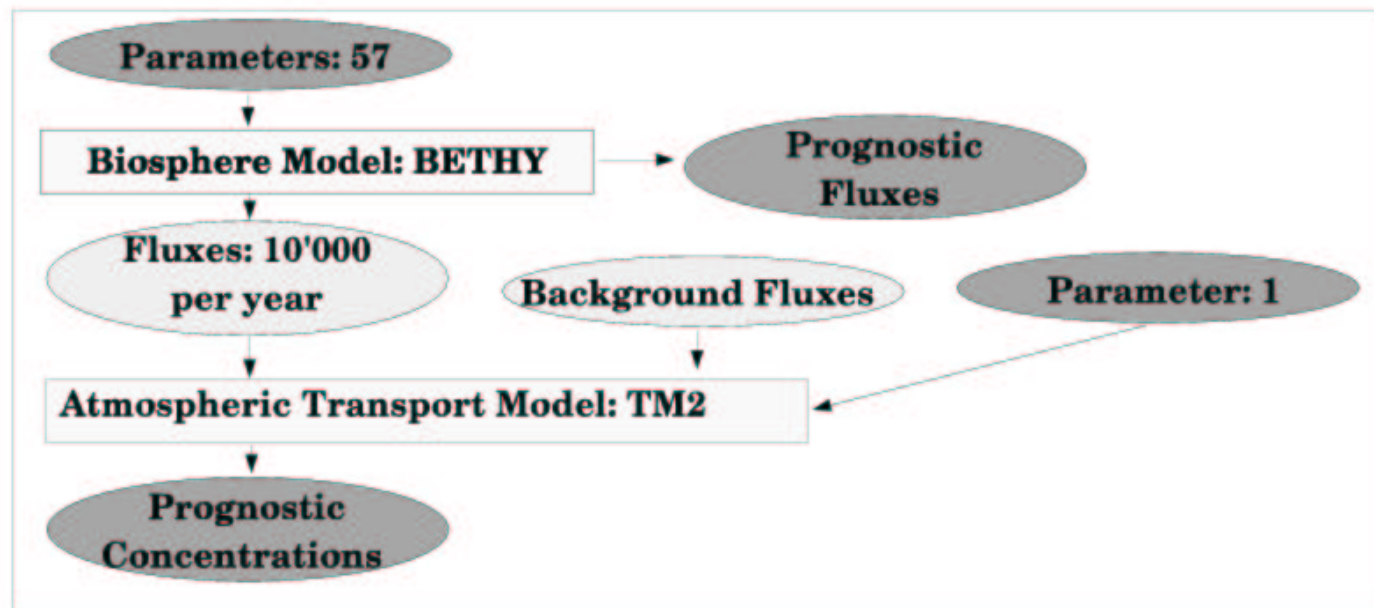 Parameters: 57
Biosphere Model: BETHY
Prognostic
Fluxes
Fluxes: 10'000
per year
Background Fluxes
Parameter: 1
Atmospheric Transport Model: TM2
Prognostic
Concentrations